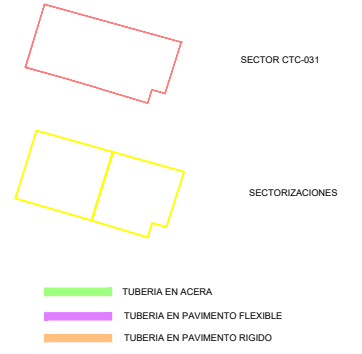 SECTOR CTC-031
SECTORIZACIONES
TUBERIA EN ACERA
TUBERIA EN PAVIMENTO FLEXIBLE
TUBERIA EN PAVIMENTO RIGIDO